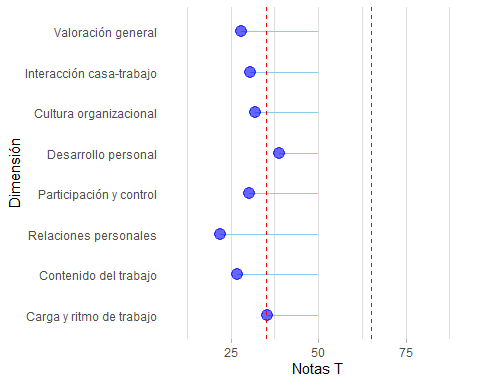 Valoración general
Interacción casa-trabajo
Cultura organizacional
Desarrollo personal
Participación y control
Relaciones personales
Contenido del trabajo
Carga y ritmo de trabajo
Dimensión
25 50 75
Notas T